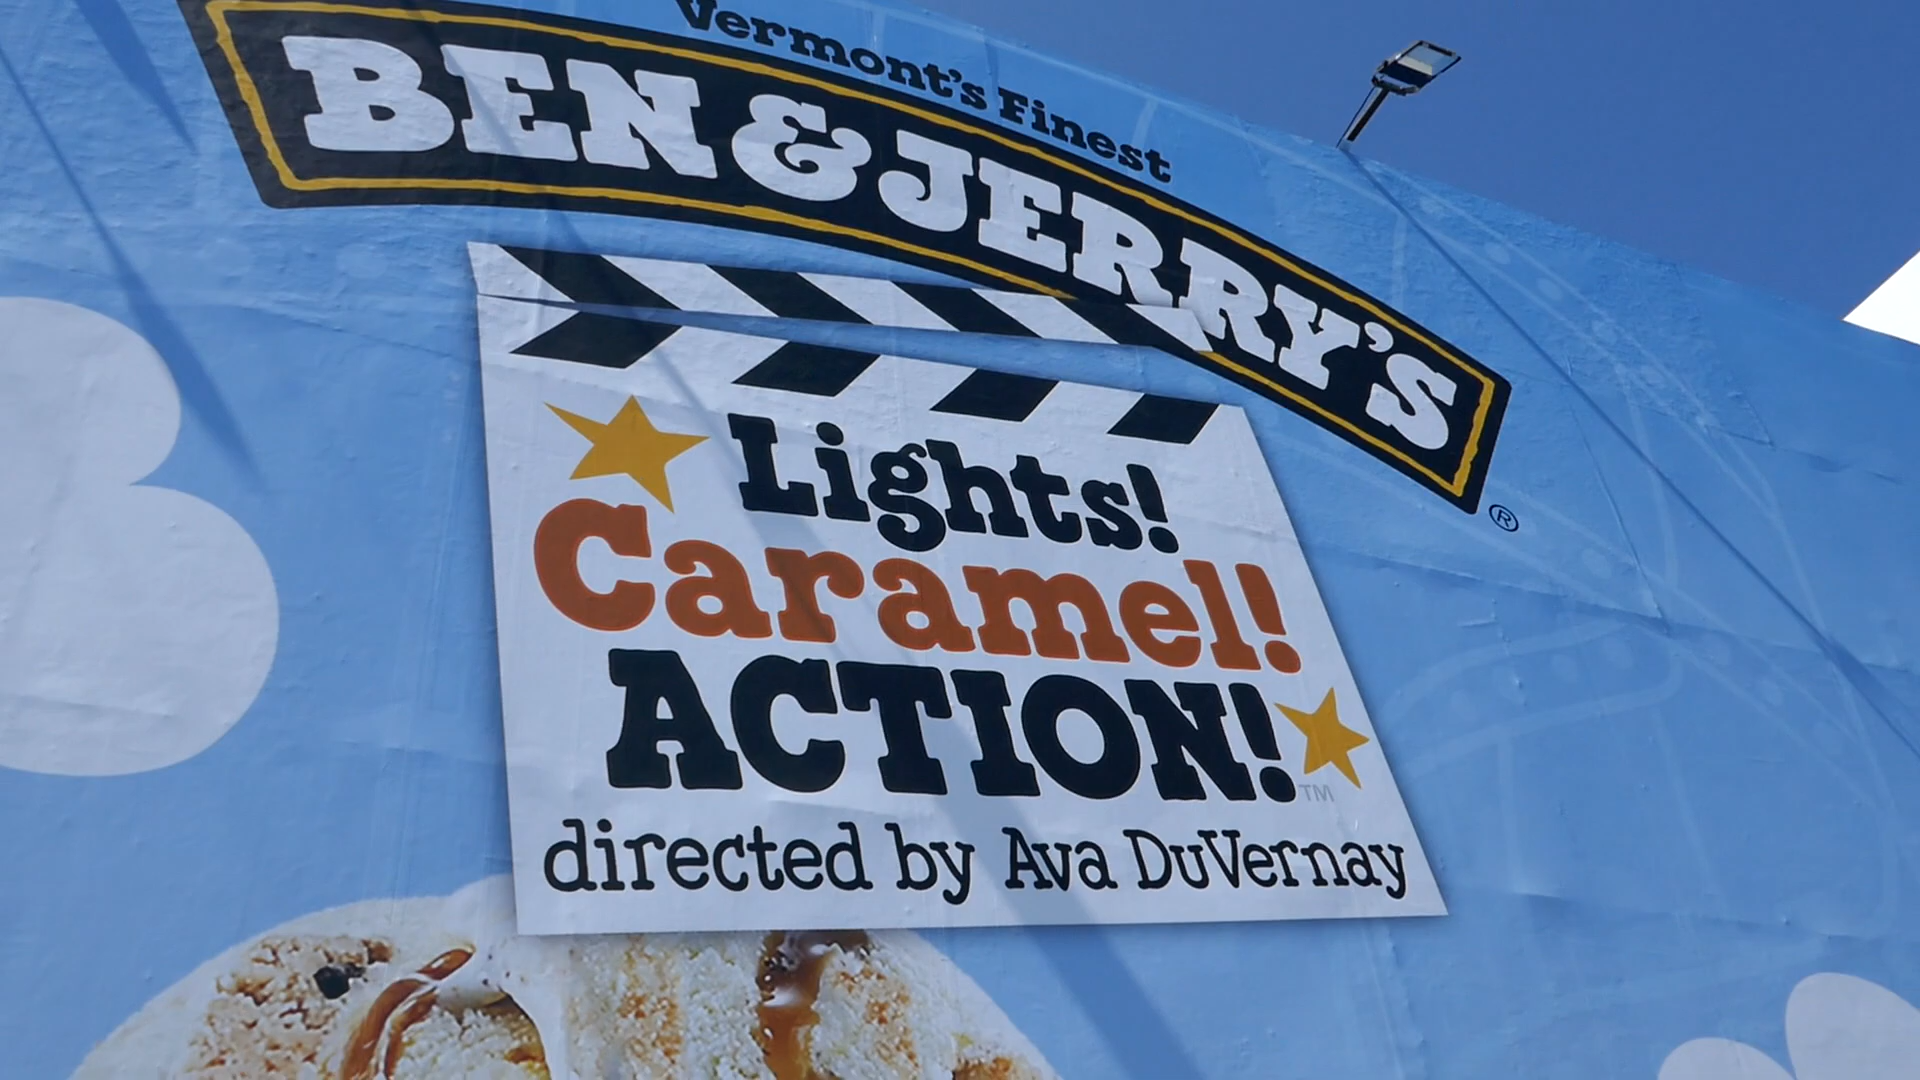 Vermont's Finest
BEN & JERRY'S
®
Lights!
Caramel!
ACTION!
TM
directed by Ava DuVernay